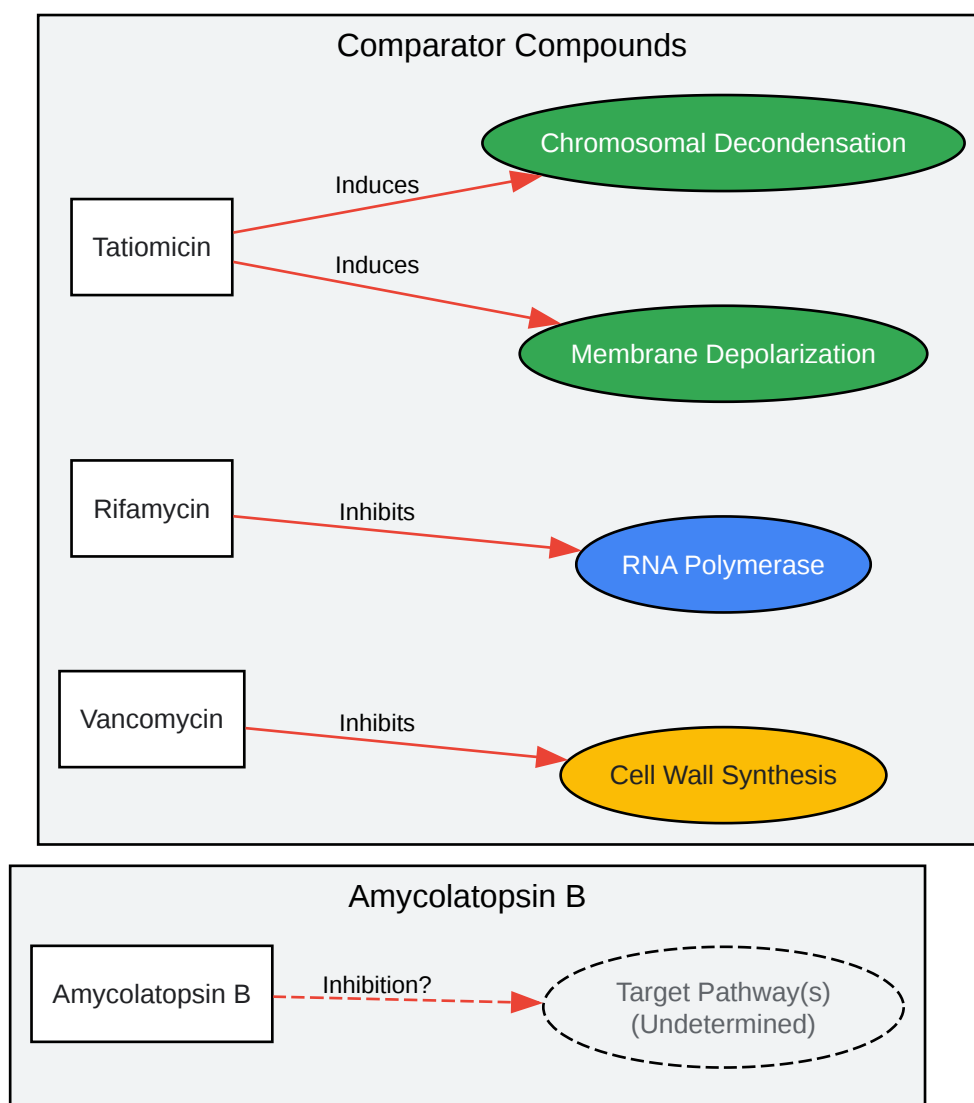 Comparator Compounds
Chromosomal Decondensation
Induces
Tatiomicin
Induces
Membrane Depolarization
Rifamycin
Inhibits
RNA Polymerase
Vancomycin
Inhibits
Cell Wall Synthesis
Amycolatopsin B
Amycolatopsin B
Inhibition?
Target Pathway(s)
(Undetermined)